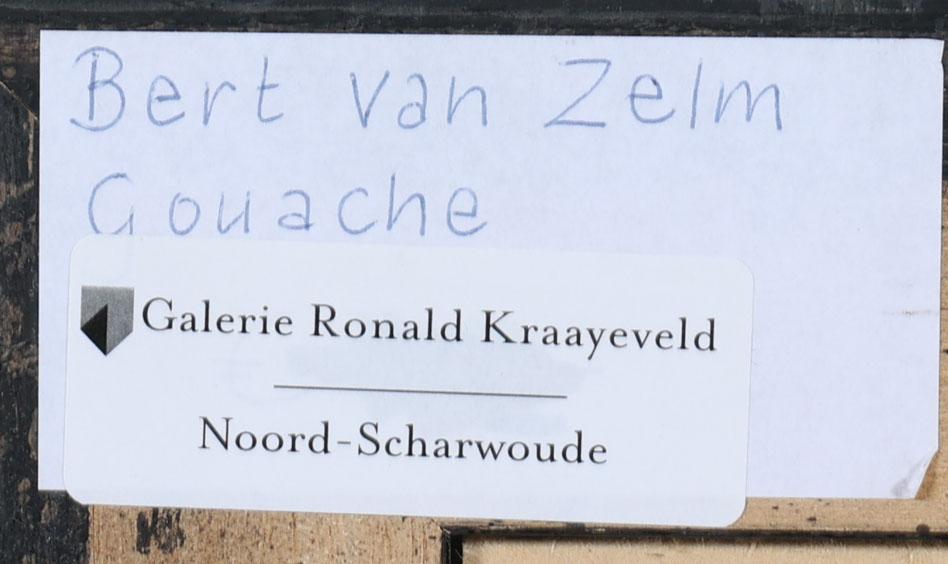 Bert van Zelm
Gouache
Galerie Ronald Kraayeveld
Noord-Scharwoude